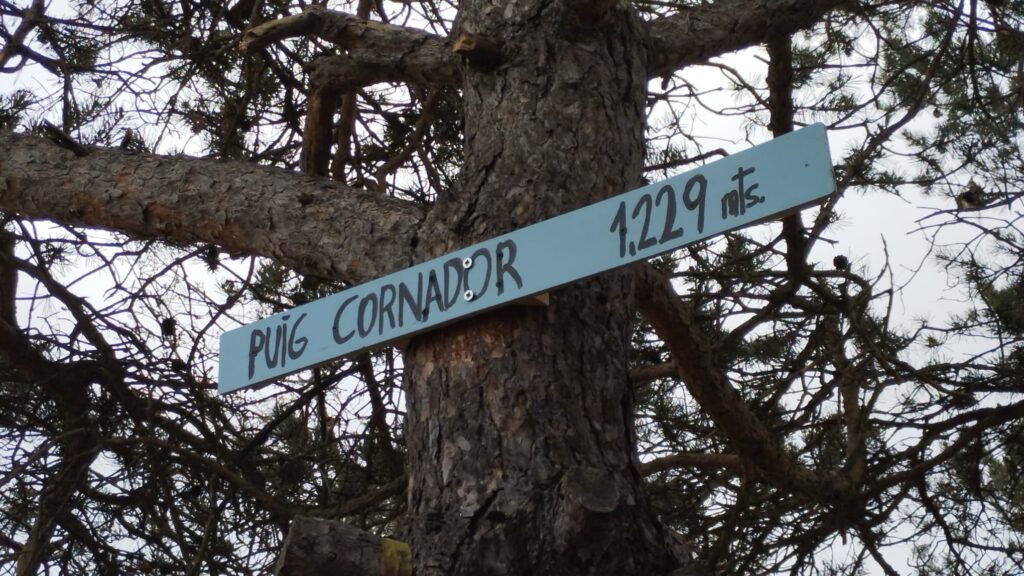 PUIG CORNADOR 1.229 mts.